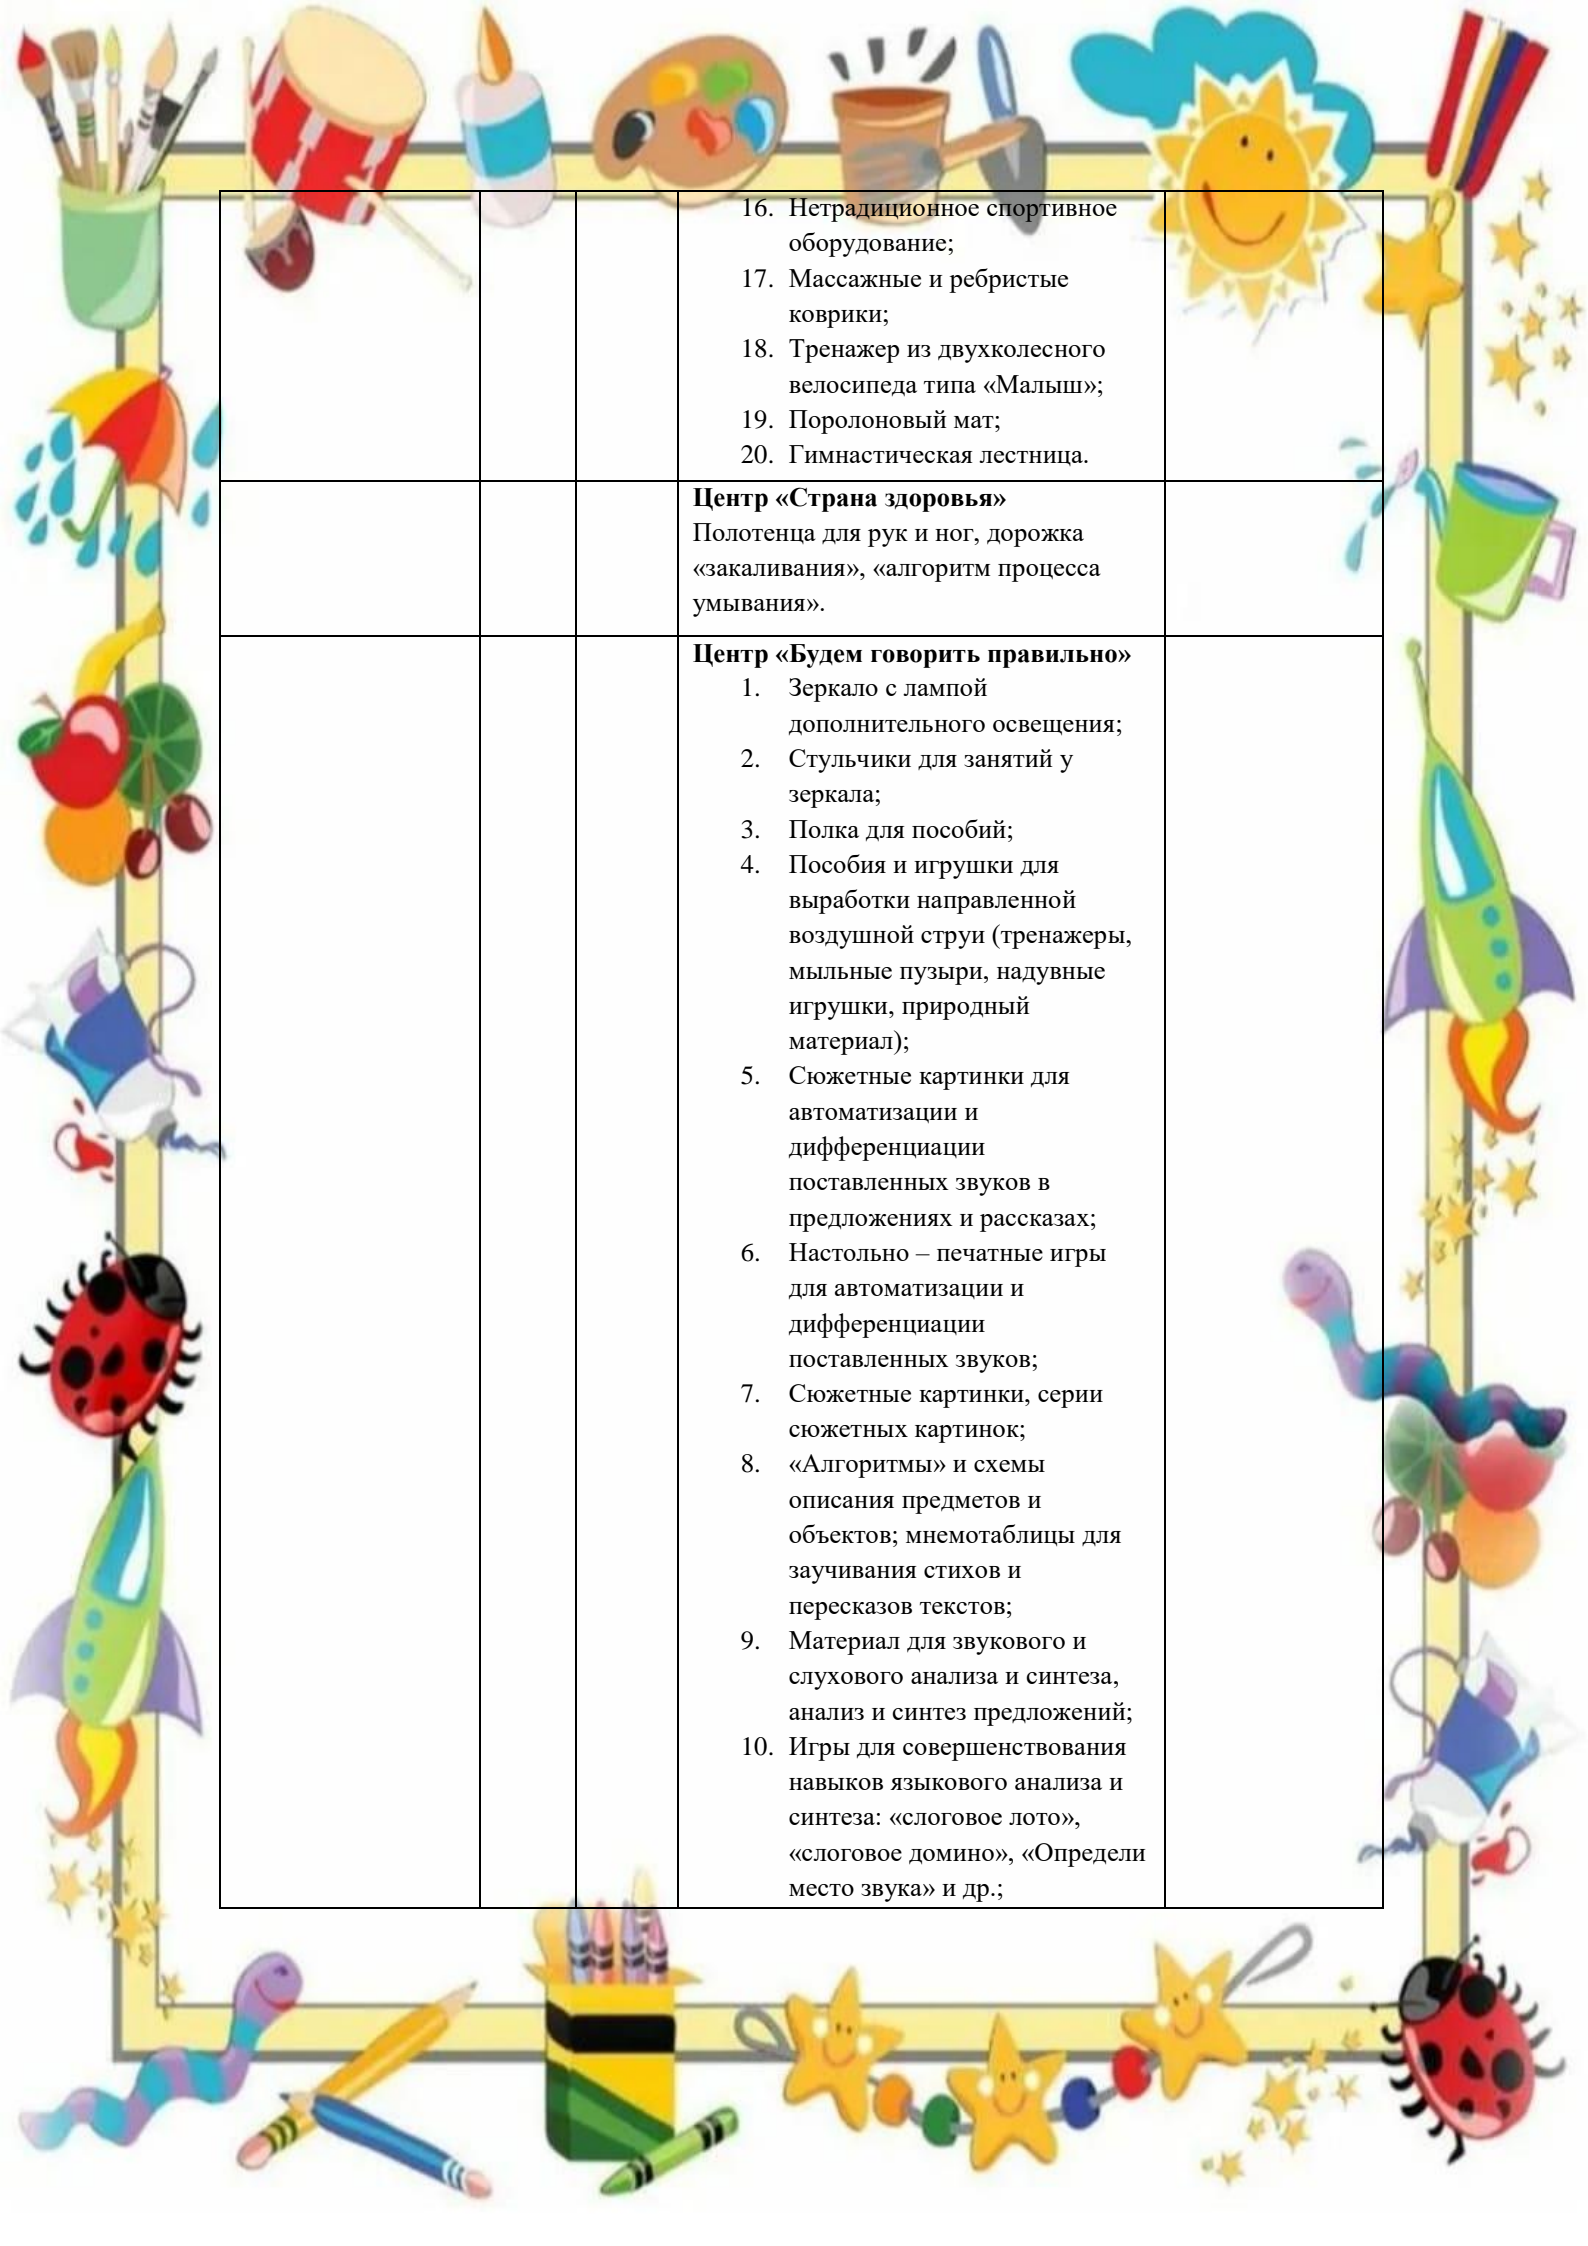 16. Нетрадиционное спортивное
оборудование;
17. Массажные и ребристые
коврики;
18. Тренажер из двухколесного
велосипеда типа «Малыш»;
19. Поролоновый мат;
20. Гимнастическая лестница.
Центр «Страна здоровья»
Полотенца для рук и ног, дорожка
«закаливания», «алгоритм процесса
умывания».
Центр «Будем говорить правильно»
1. Зеркало с лампой
дополнительного освещения;
2. Стульчики для занятий у
зеркала;
3. Полка для пособий;
4. Пособия и игрушки для
выработки направленной
воздушной струи (тренажеры,
мыльные пузыри, надувные
игрушки, природный
материал);
5. Сюжетные картинки для
автоматизации и
дифференциации
поставленных звуков в
предложениях и рассказах;
6. Настольно – печатные игры
для автоматизации и
дифференциации
поставленных звуков;
7. Сюжетные картинки, серии
сюжетных картинок;
8. «Алгоритмы» и схемы
описания предметов и
объектов; мнемотаблицы для
заучивания стихов и
пересказов текстов;
9. Материал для звукового и
слухового анализа и синтеза,
анализ и синтез предложений;
10. Игры для совершенствования
навыков языкового анализа и
синтеза: «слоговое лото»,
«слоговое домино», «Определи
место звука» и др.;